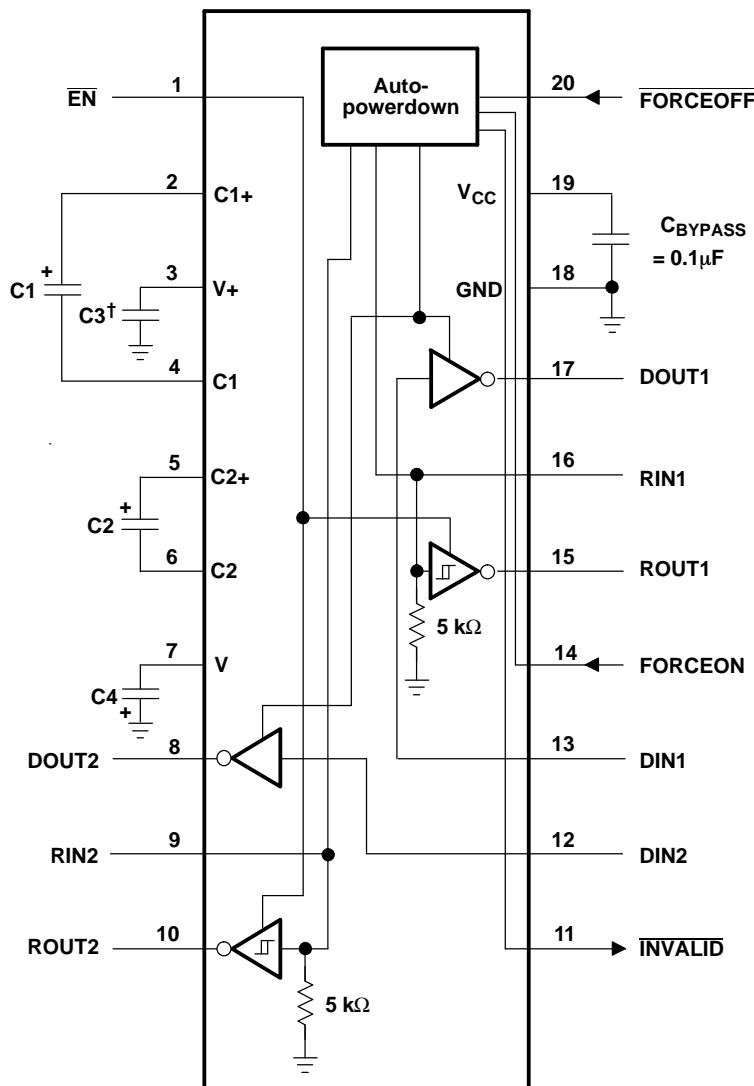 Auto-
powerdown
EN 1
20 FORCEOFF
2 C1+
VCC 19
CBYPASS
= 0.1µF
+
C1
3 V+
C3†
GND 18
4 C1
17 DOUT1
5 C2+
16 RIN1
+
C2
6 C2
15 ROUT1
5 kΩ
7 V
14 FORCEON
C4
+
DOUT2 8
13 DIN1
RIN2 9
12 DIN2
ROUT2 10
11 INVALID
5 kΩ